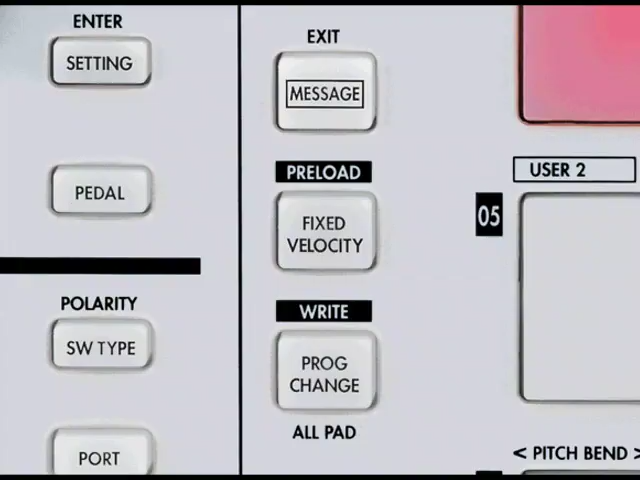 ENTER
SETTING
PEDAL
POLARITY
SW TYPE
PORT
EXIT
MESSAGE
PRELOAD
FIXED
VELOCITY
WRITE
PROG
CHANGE
ALL PAD
USER 2
05
< PITCH BEND >